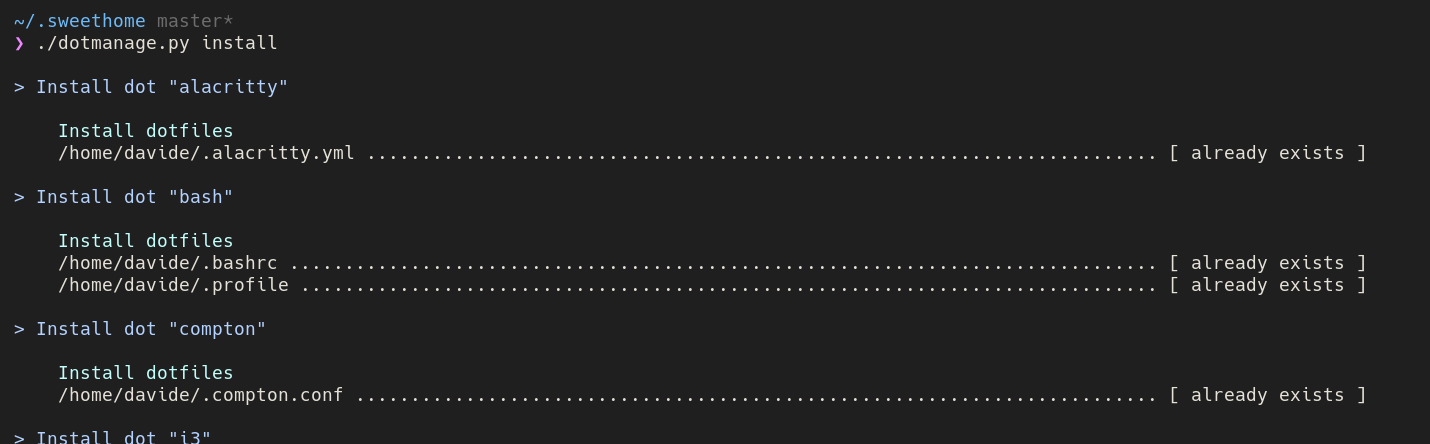 ~/.sweethome master*
❯ ./dotmanage.py install
> Install dot "alacritty"
Install dotfiles
/home/davide/.alacritty.yml ........................................................................ [ already exists ]
> Install dot "bash"
Install dotfiles
/home/davide/.bashrc ............................................................................... [ already exists ]
/home/davide/.profile .............................................................................. [ already exists ]
> Install dot "compton"
Install dotfiles
/home/davide/.compton.conf ......................................................................... [ already exists ]
> Install dot "i3"